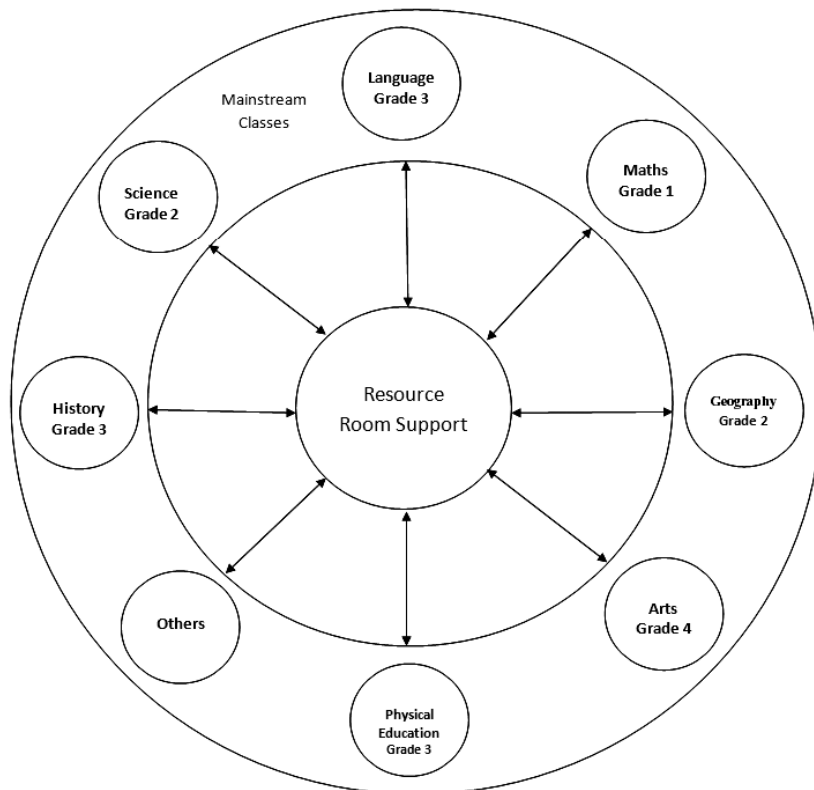 Language
Grade 3
Mainstream
Classes
Maths
Grade 1
Science
Grade 2
Resource
Room Support
Geography
Grade 2
History
Grade 3
Arts
Grade 4
Others
Physical
Education
Grade 3